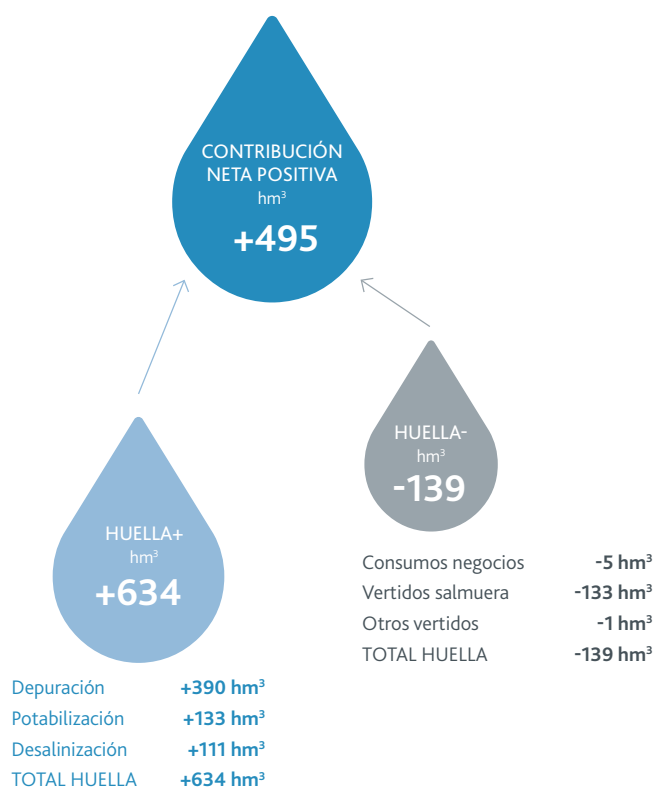 CONTRIBUCIÓN
NETA POSITIVA
hm³
+495
HUELLA-
hm³
-139
HUELLA+
hm³
+634
Consumos negocios -5 hm³
Vertidos salmuera -133 hm³
Otros vertidos -1 hm³
TOTAL HUELLA -139 hm³
Depuración +390 hm³
Potabilización +133 hm³
Desalinización +111 hm³
TOTAL HUELLA +634 hm³